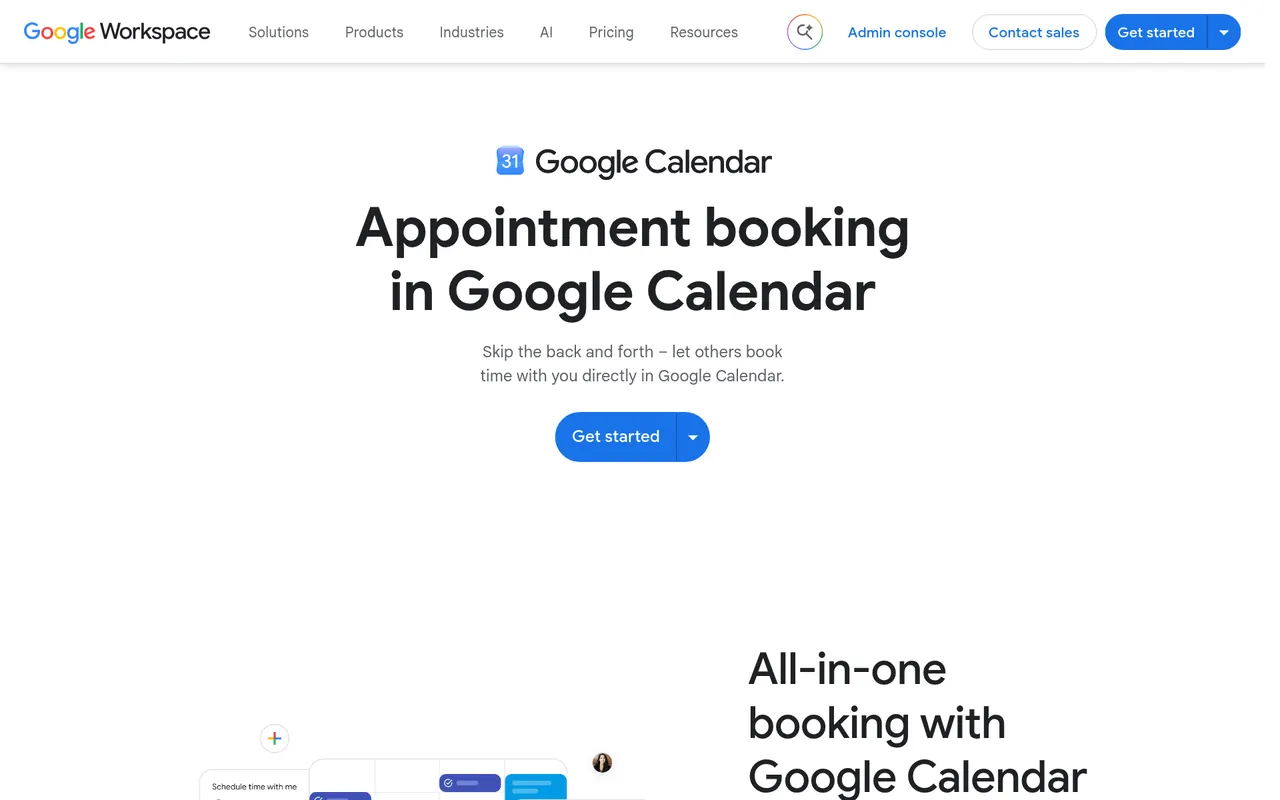 Google Workspace
Solutions
Products
Industries
AI
Pricing
Resources
Admin console
Contact sales
Get started
31 Google Calendar
Appointment booking
in Google Calendar
Skip the back and forth – let others book
time with you directly in Google Calendar.
Get started
All-in-one
booking with
Google Calendar
Schedule time with me